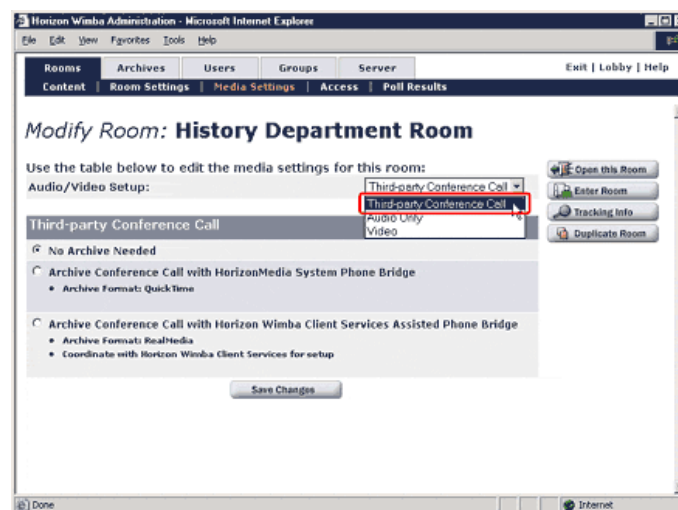 Horizon Wimba Administration - Microsoft Internet Explorer
File Edit View Favorites Tools Help
Rooms Archives Users Groups Server Exit | Lobby | Help
Content | Room Settings | Media Settings | Access | Poll Results
Modify Room: History Department Room
Use the table below to edit the media settings for this room:
Audio/Video Setup: Third-party Conference Call
Third-party Conference Call
Audio Only
Video
Open this Room
Enter Room
Tracking Info
Duplicate Room
Third-party Conference Call
No Archive Needed
Archive Conference Call with HorizonMedia System Phone Bridge
• Archive Format: QuickTime
Archive Conference Call with Horizon Wimba Client Services Assisted Phone Bridge
• Archive Format: RealMedia
• Coordinate with Horizon Wimba Client Services for setup
Save Changes
Done Internet